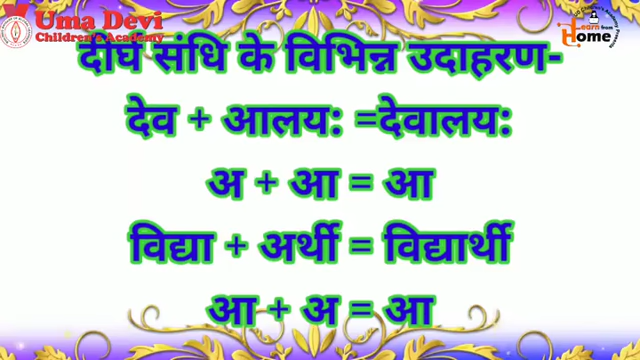 Uma Devi
Children's Academy
Learn from
Home
दीर्घ संधि के विभिन्न उदाहरण-
देव + आलय: =देवालय:
अ + आ = आ
विद्या + अर्थी = विद्यार्थी
आ + अ = आ